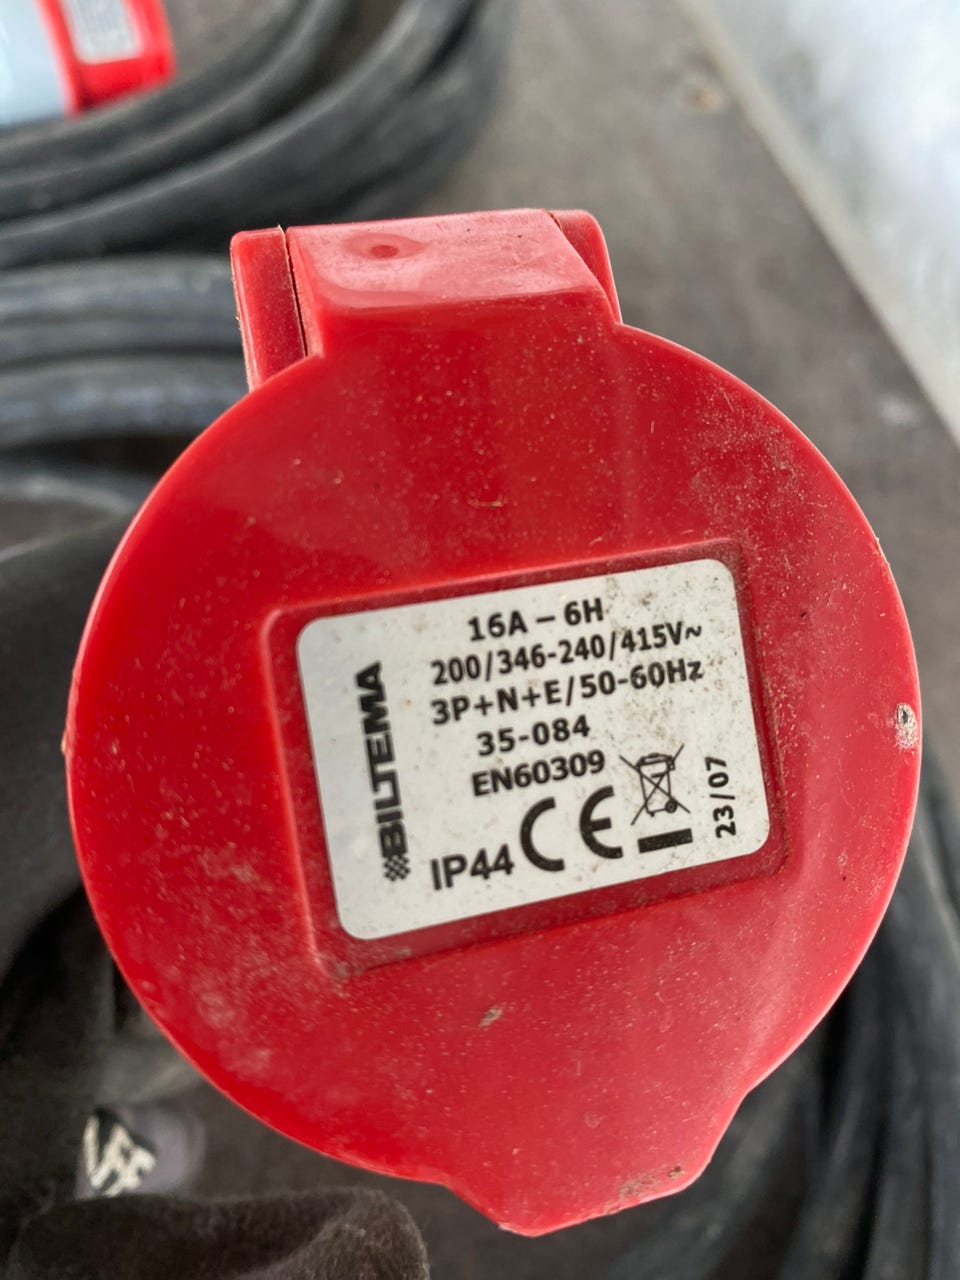 16A – 6H
200/346-240/415V~
3P+N+E/50-60Hz
35-084
EN60309
IP44 CE
23/07
BILTEMA